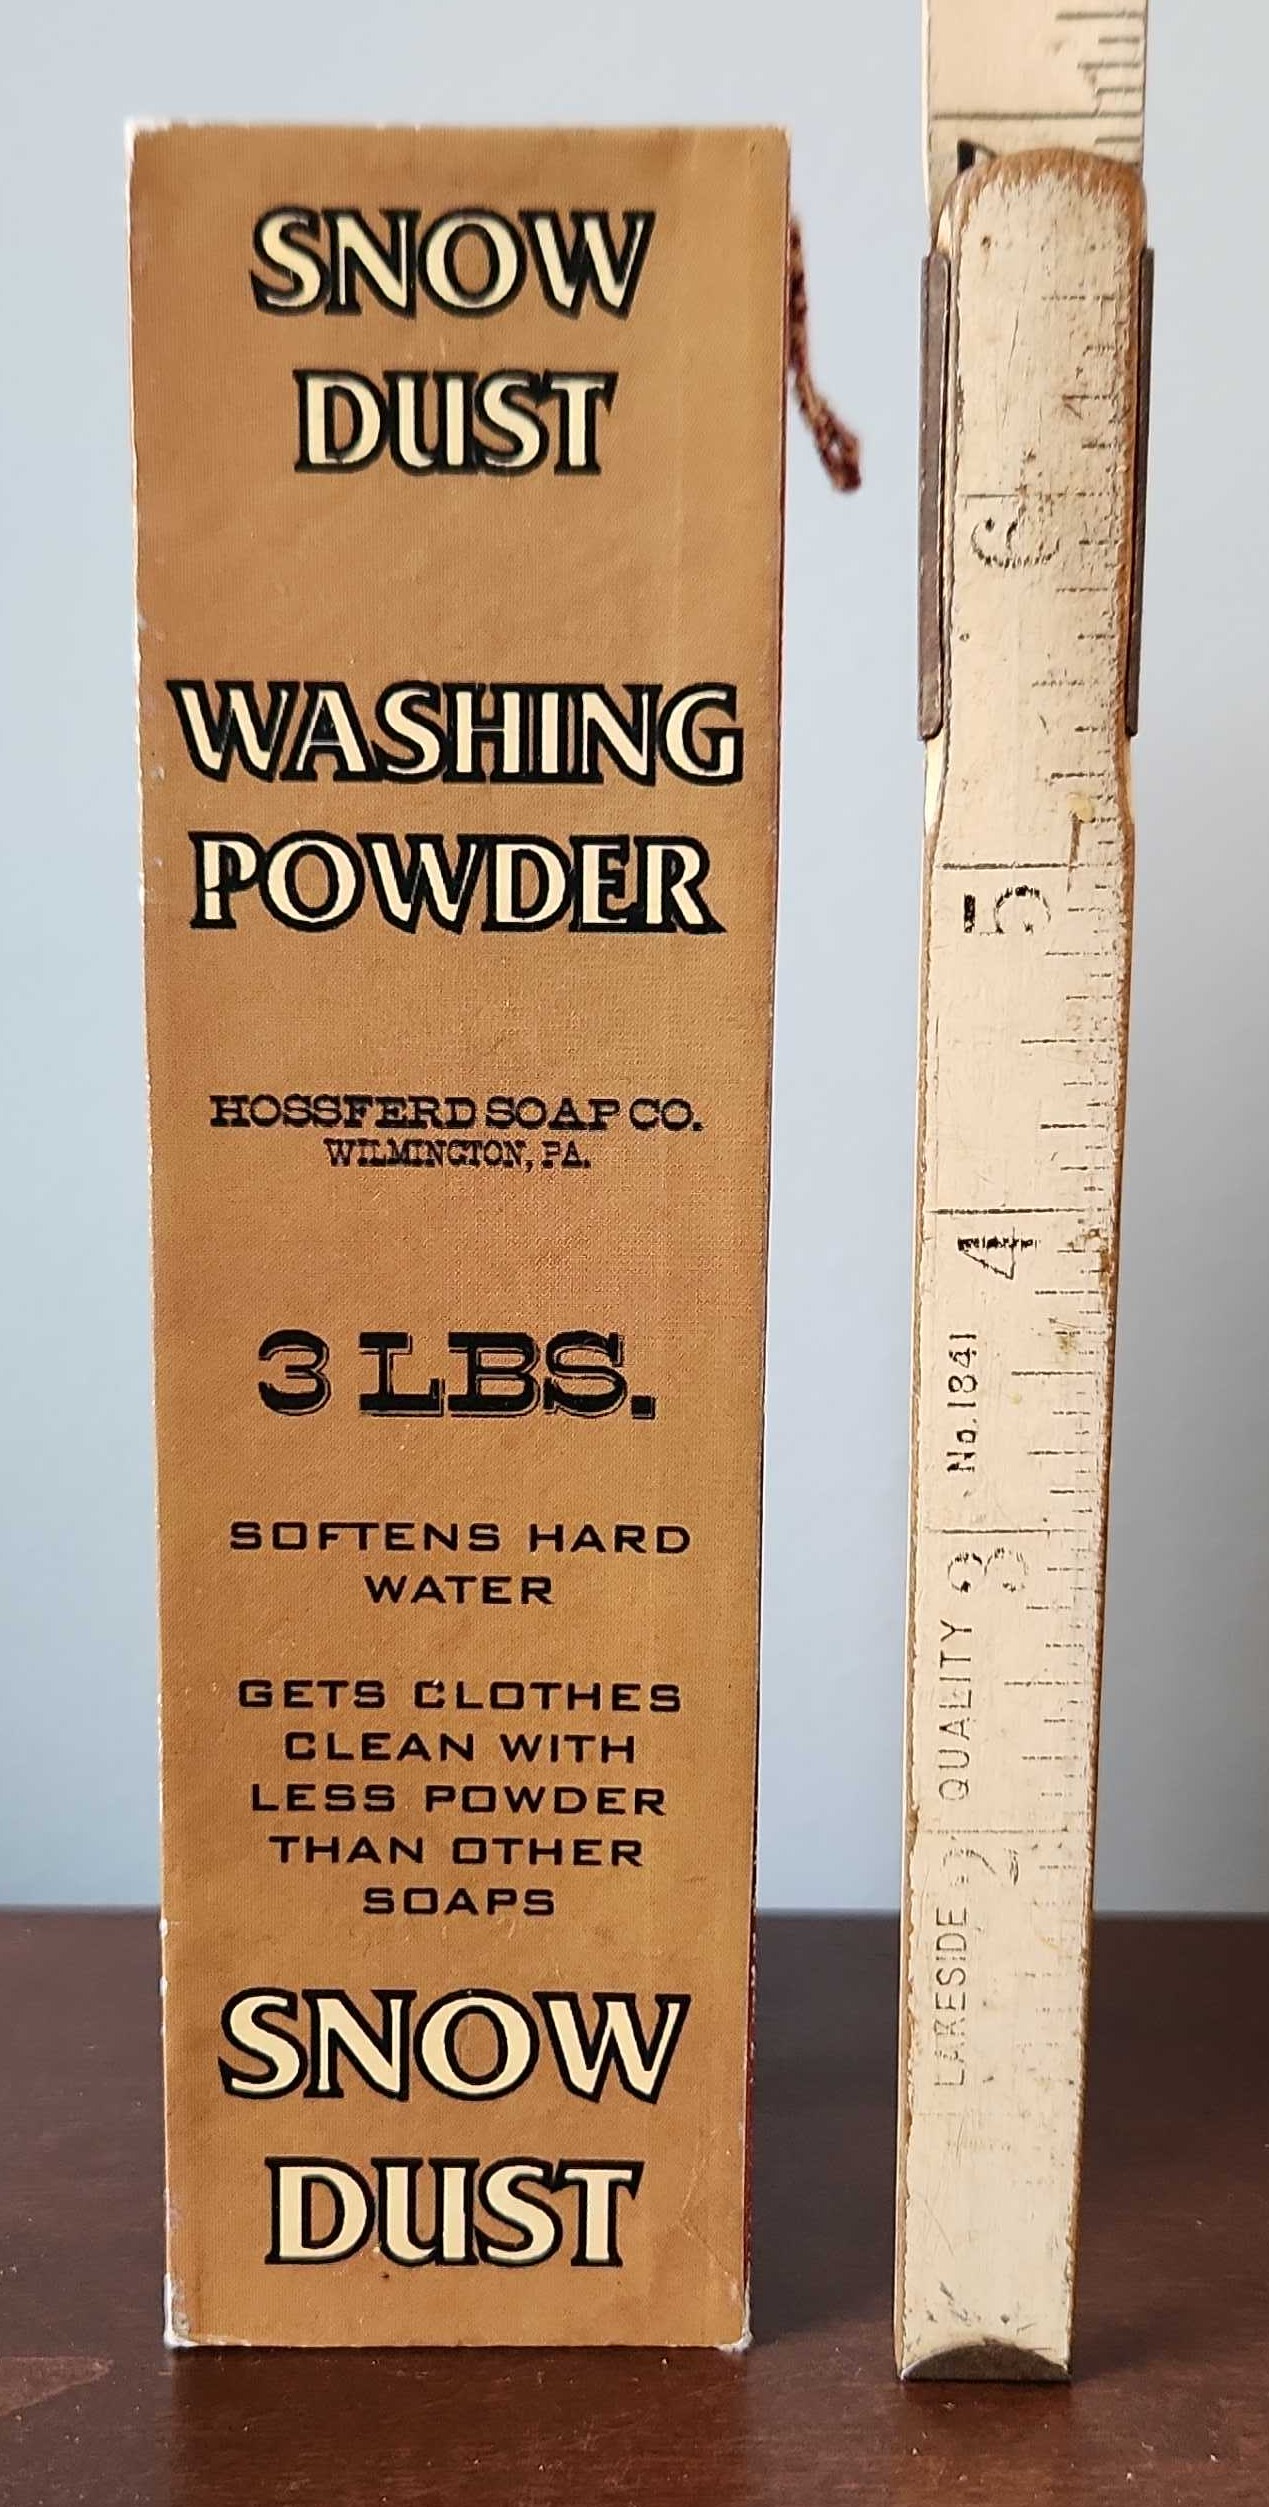 SNOW
DUST
WASHING
POWDER
HOSSFERD SOAP CO.
WILMINGTON, PA.
3 LBS.
SOFTENS HARD
WATER
GETS CLOTHES
CLEAN WITH
LESS POWDER
THAN OTHER
SOAPS
SNOW
DUST
6
5
4
3
2
LAKESIDE QUALITY No. 1841